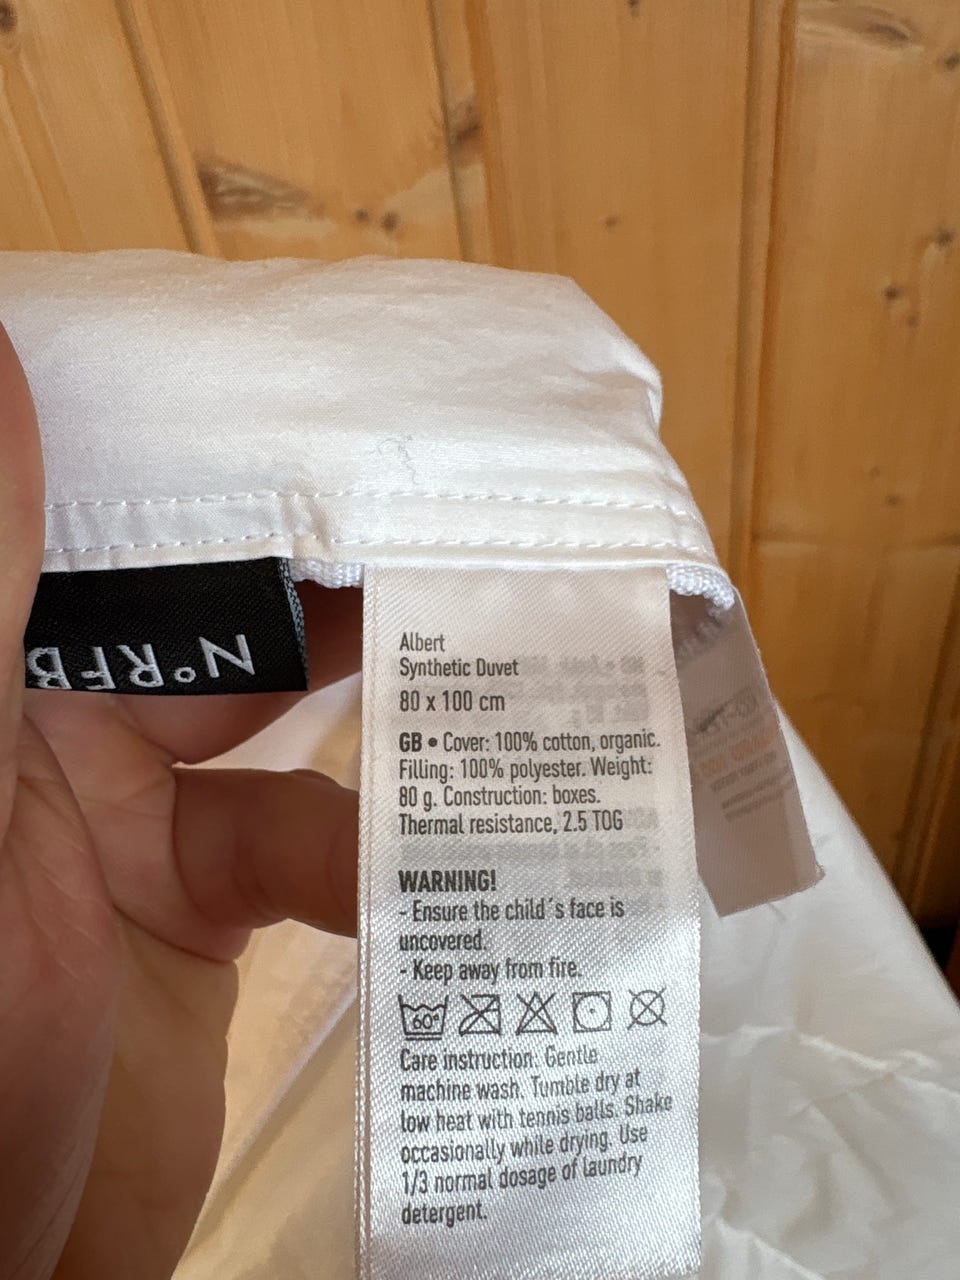 N°RFB
Albert
Synthetic Duvet
80 x 100 cm
GB • Cover: 100% cotton, organic.
Filling: 100% polyester. Weight:
80 g. Construction: boxes.
Thermal resistance, 2.5 TOG
WARNING!
- Ensure the child´s face is
uncovered.
- Keep away from fire.
60°
Care instruction: Gentle
machine wash. Tumble dry at
low heat with tennis balls. Shake
occasionally while drying. Use
1/3 normal dosage of laundry
detergent.